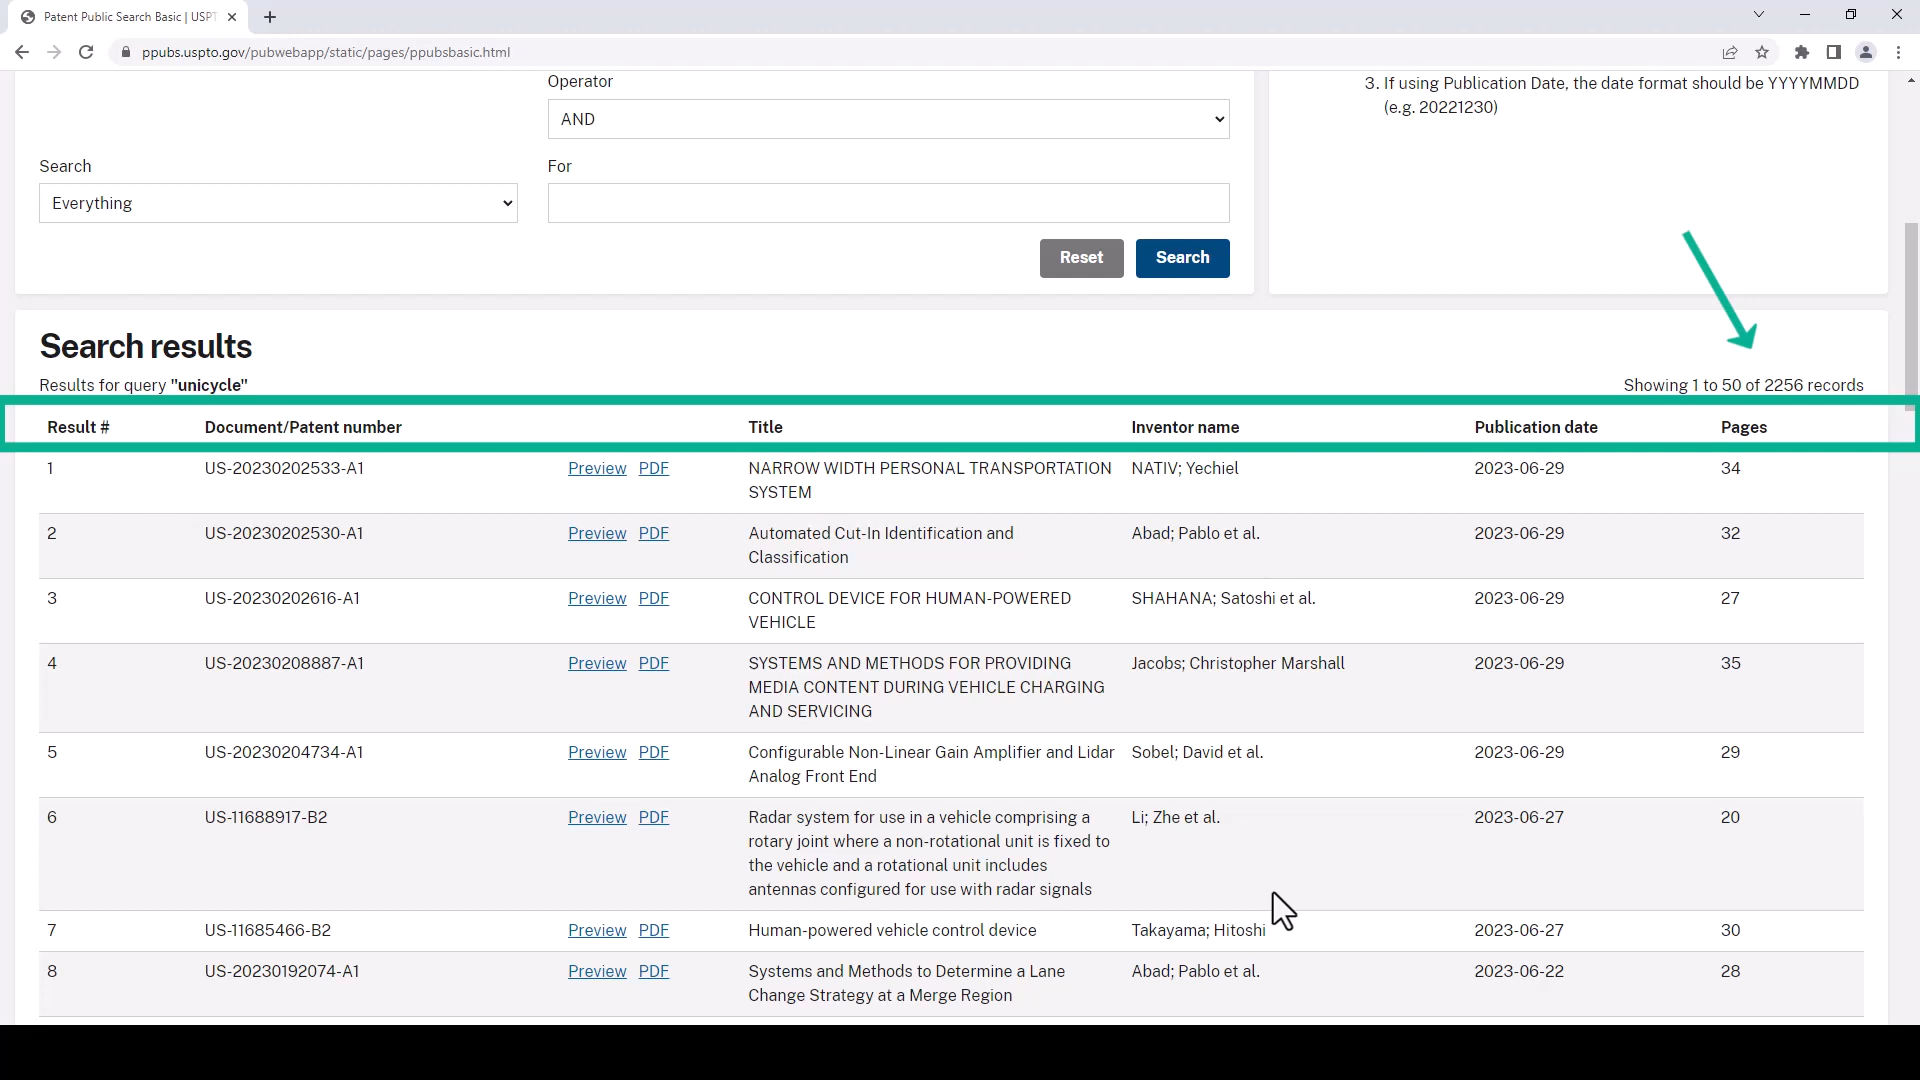 Patent Public Search Basic | USPT
ppubs.uspto.gov/pubwebapp/static/pages/ppubsbasic.html
Operator
AND
3. If using Publication Date, the date format should be YYYYMMDD
(e.g. 20221230)
Search
For
Everything
Reset
Search
Search results
Results for query "unicycle"
Showing 1 to 50 of 2256 records
Result # Document/Patent number Title Inventor name Publication date Pages
1 US-20230202533-A1 Preview PDF NARROW WIDTH PERSONAL TRANSPORTATION NATIV; Yechiel 2023-06-29 34
SYSTEM
2 US-20230202530-A1 Preview PDF Automated Cut-In Identification and Abad; Pablo et al. 2023-06-29 32
Classification
3 US-20230202616-A1 Preview PDF CONTROL DEVICE FOR HUMAN-POWERED SHAHANA; Satoshi et al. 2023-06-29 27
VEHICLE
4 US-20230208887-A1 Preview PDF SYSTEMS AND METHODS FOR PROVIDING Jacobs; Christopher Marshall 2023-06-29 35
MEDIA CONTENT DURING VEHICLE CHARGING
AND SERVICING
5 US-20230204734-A1 Preview PDF Configurable Non-Linear Gain Amplifier and Lidar Sobel; David et al. 2023-06-29 29
Analog Front End
6 US-11688917-B2 Preview PDF Radar system for use in a vehicle comprising a Li; Zhe et al. 2023-06-27 20
rotary joint where a non-rotational unit is fixed to
the vehicle and a rotational unit includes
antennas configured for use with radar signals
7 US-11685466-B2 Preview PDF Human-powered vehicle control device Takayama; Hitoshi 2023-06-27 30
8 US-20230192074-A1 Preview PDF Systems and Methods to Determine a Lane Abad; Pablo et al. 2023-06-22 28
Change Strategy at a Merge Region